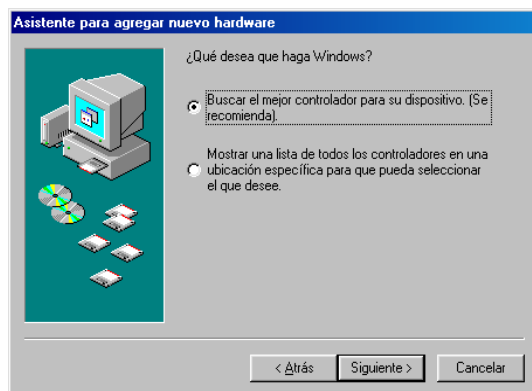 Asistente para agregar nuevo hardware
¿Qué desea que haga Windows?
Buscar el mejor controlador para su dispositivo. (Se
recomienda).
Mostrar una lista de todos los controladores en una
ubicación específica para que pueda seleccionar
el que desee.
< Atrás
Siguiente >
Cancelar